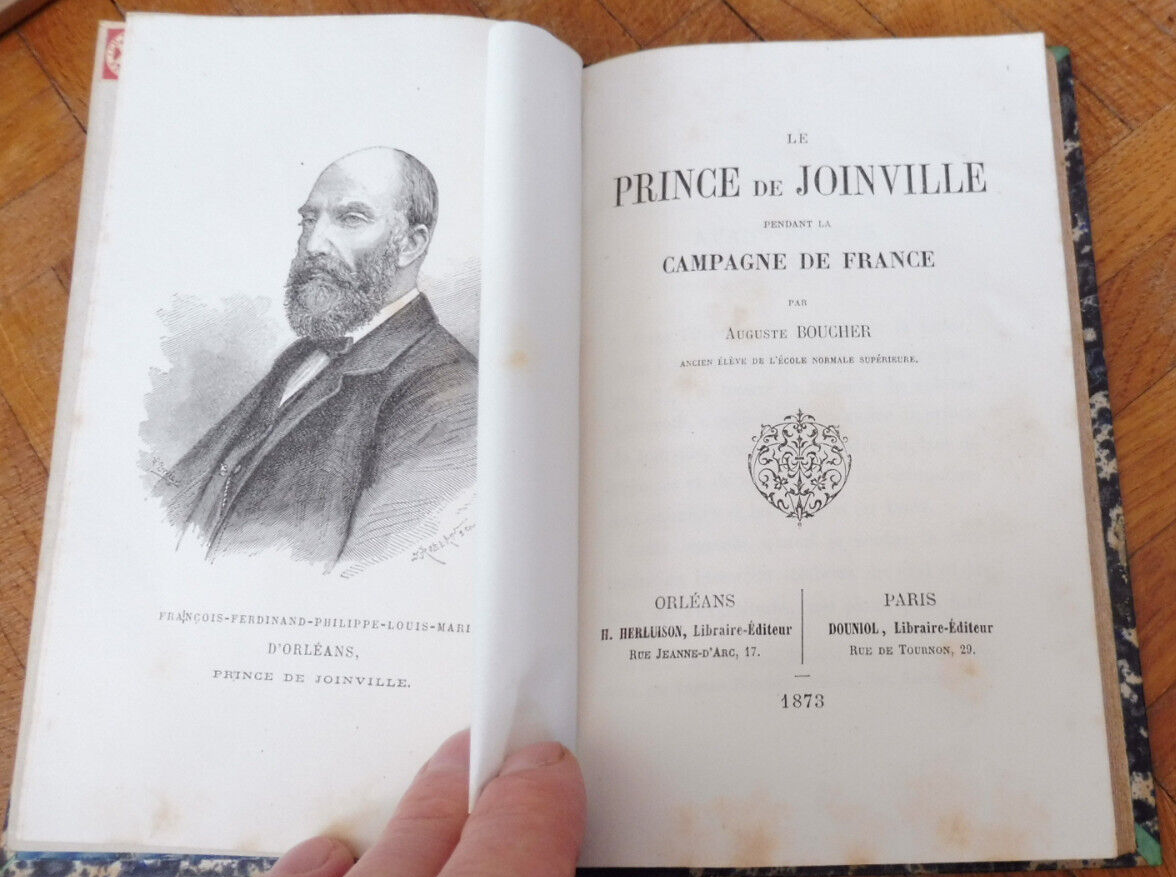 FRANÇOIS-FERDINAND-PHILIPPE-LOUIS-MARI
D'ORLÉANS,
PRINCE DE JOINVILLE.
LE
PRINCE DE JOINVILLE
PENDANT LA
CAMPAGNE DE FRANCE
PAR
AUGUSTE BOUCHER
ANCIEN ÉLÈVE DE L'ÉCOLE NORMALE SUPÉRIEURE.
ORLÉANS
H. HERLUISON, Libraire-Éditeur
RUE JEANNE-D'ARC, 17.
PARIS
DOUNIOL, Libraire-Éditeur
RUE DE TOURNON, 29.
1873